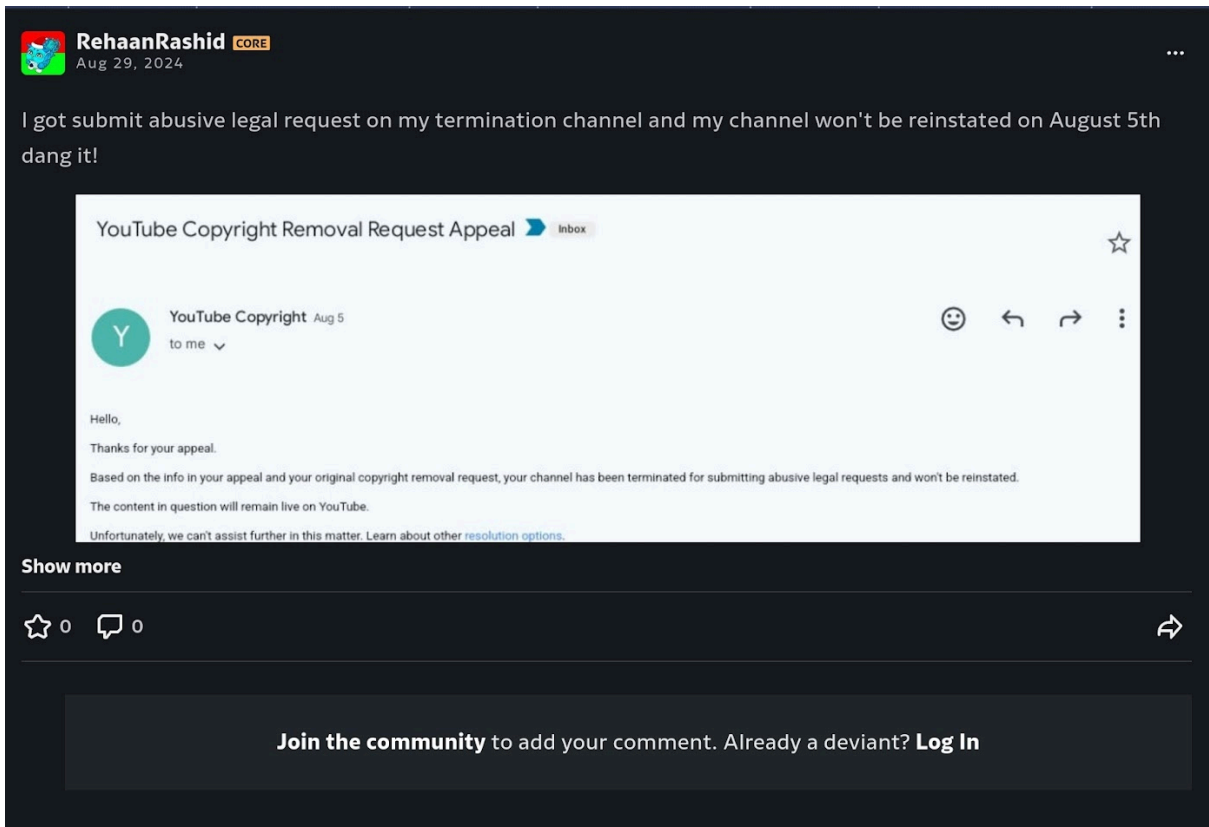 RehaanRashid CORE
Aug 29, 2024
I got submit abusive legal request on my termination channel and my channel won't be reinstated on August 5th
dang it!
YouTube Copyright Removal Request Appeal Inbox
Y
YouTube Copyright Aug 5
to me
Hello,
Thanks for your appeal.
Based on the info in your appeal and your original copyright removal request, your channel has been terminated for submitting abusive legal requests and won't be reinstated.
The content in question will remain live on YouTube.
Unfortunately, we can't assist further in this matter. Learn about other resolution options.
Show more
0 0
Join the community to add your comment. Already a deviant? Log In